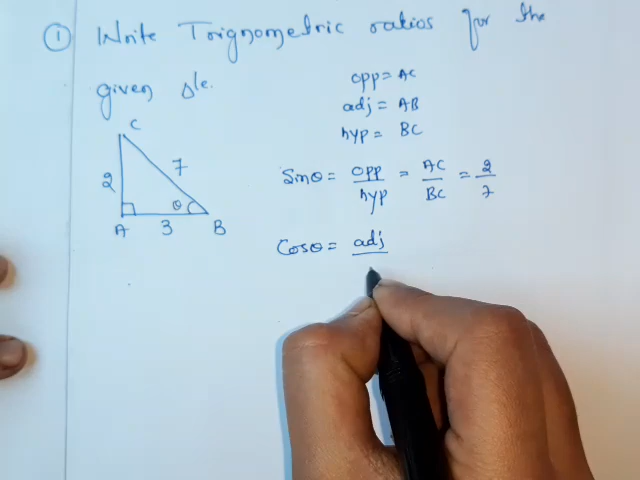 ① Write Trignometric ratios for the
given Δle.
opp = AC
adj = AB
hyp = BC
C
2
7
θ
A 3 B
Sinθ = opp/hyp = AC/BC = 2/7
Cosθ = adj